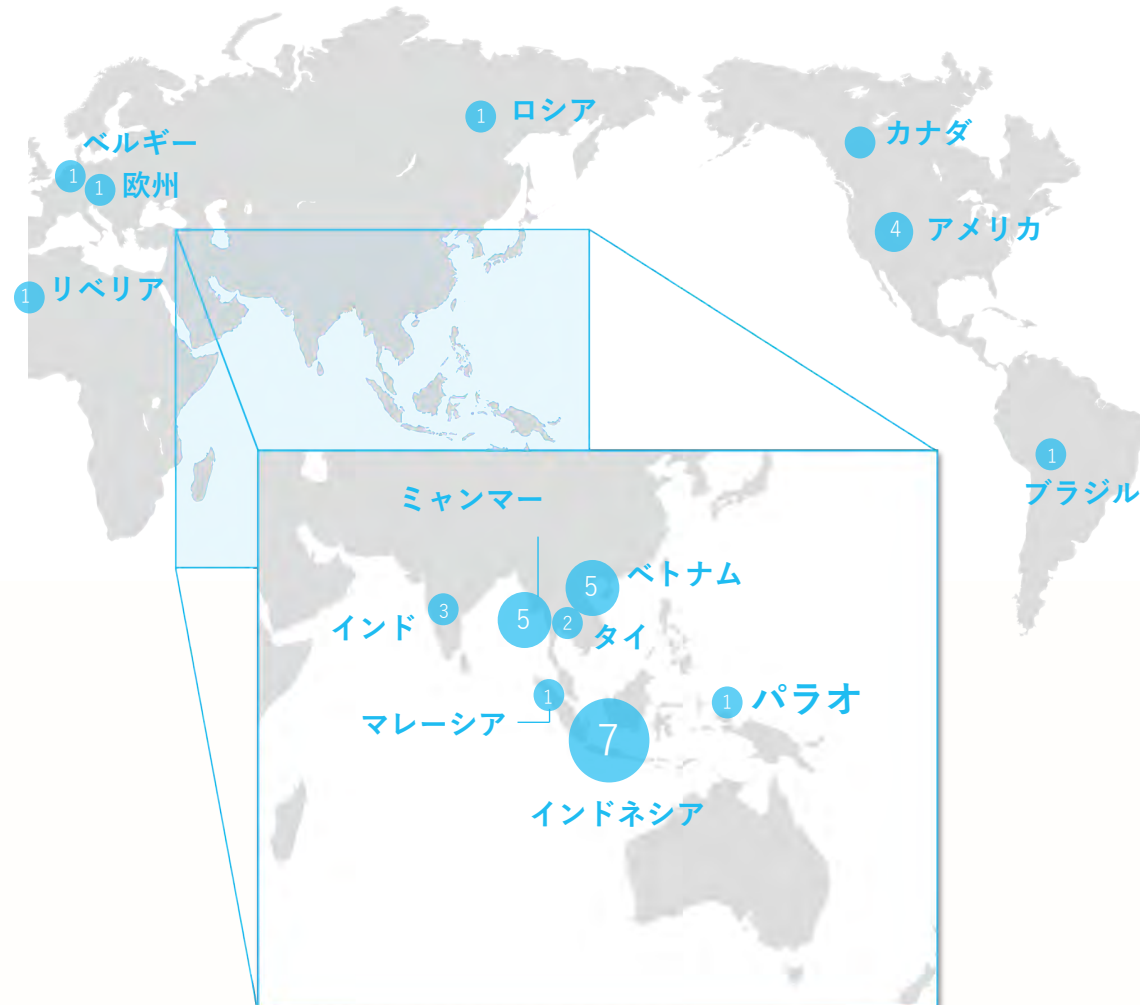 1 ロシア
カナダ
ベルギー
1
1 欧州
4 アメリカ
1 リベリア
1
ブラジル
ミャンマー
5 ベトナム
3
インド
5
2
タイ
1
マレーシア
1 パラオ
7
インドネシア